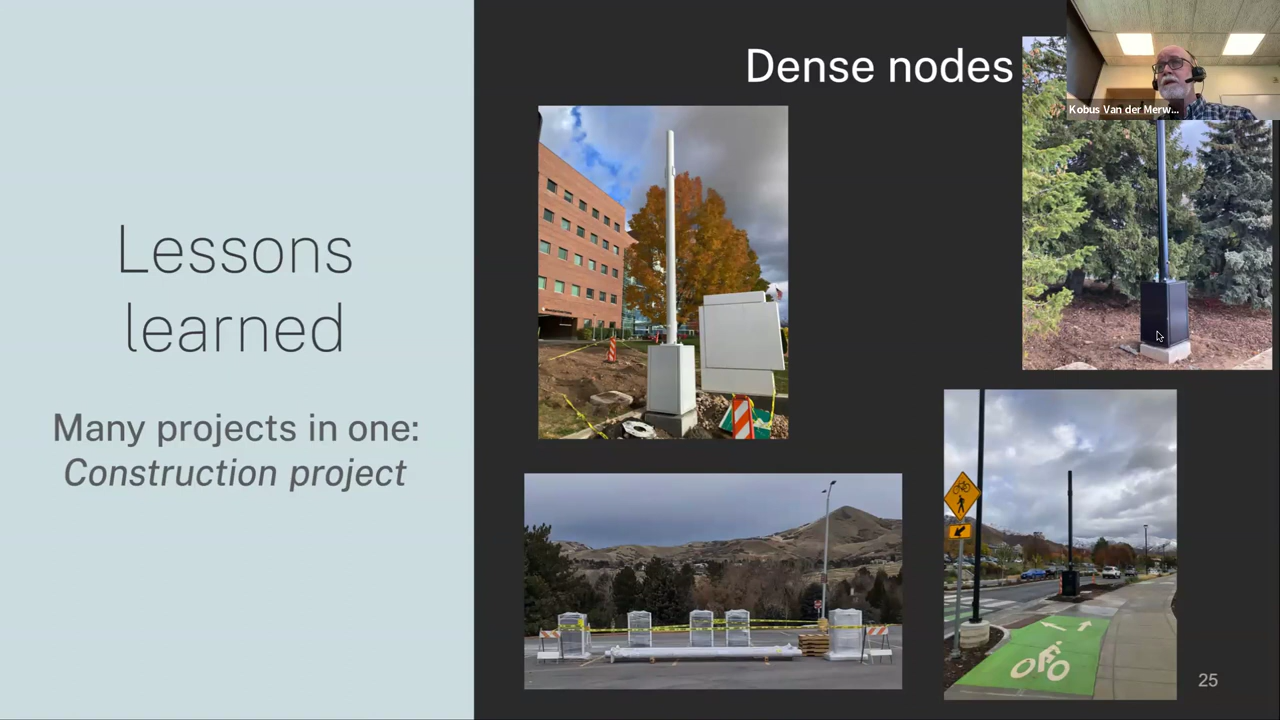 Dense nodes
Kobus Van der Merw...
Lessons
learned
Many projects in one:
Construction project
25